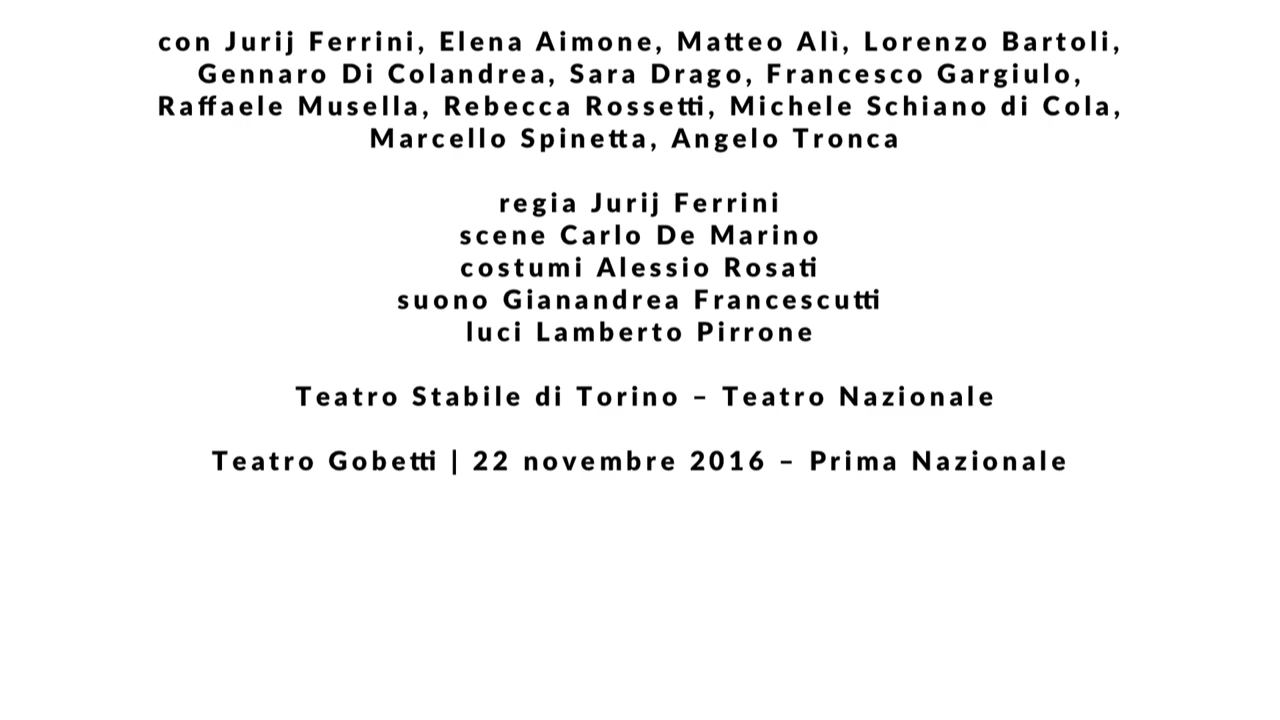 con Jurij Ferrini, Elena Aimone, Matteo Alì, Lorenzo Bartoli,
Gennaro Di Colandrea, Sara Drago, Francesco Gargiulo,
Raffaele Musella, Rebecca Rossetti, Michele Schiano di Cola,
Marcello Spinetta, Angelo Tronca
regia Jurij Ferrini
scene Carlo De Marino
costumi Alessio Rosati
suono Gianandrea Francescutti
luci Lamberto Pirrone
Teatro Stabile di Torino – Teatro Nazionale
Teatro Gobetti | 22 novembre 2016 – Prima Nazionale